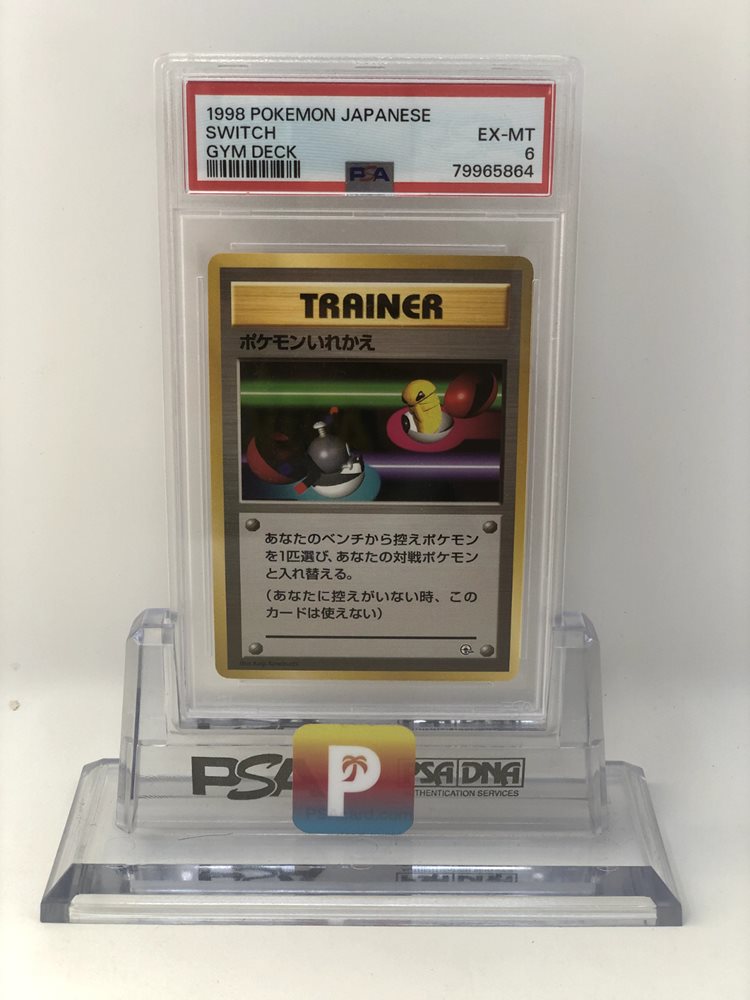 1998 POKEMON JAPANESE
SWITCH EX-MT
GYM DECK 6
79965864
PSA
TRAINER
ポケモンいれかえ
あなたのベンチから控えポケモン
を1匹選び、あなたの対戦ポケモン
と入れ替える。
（あなたに控えがいない時、この
カードは使えない）
PSA
P
PSA DNA
THENTICATION SERVICES